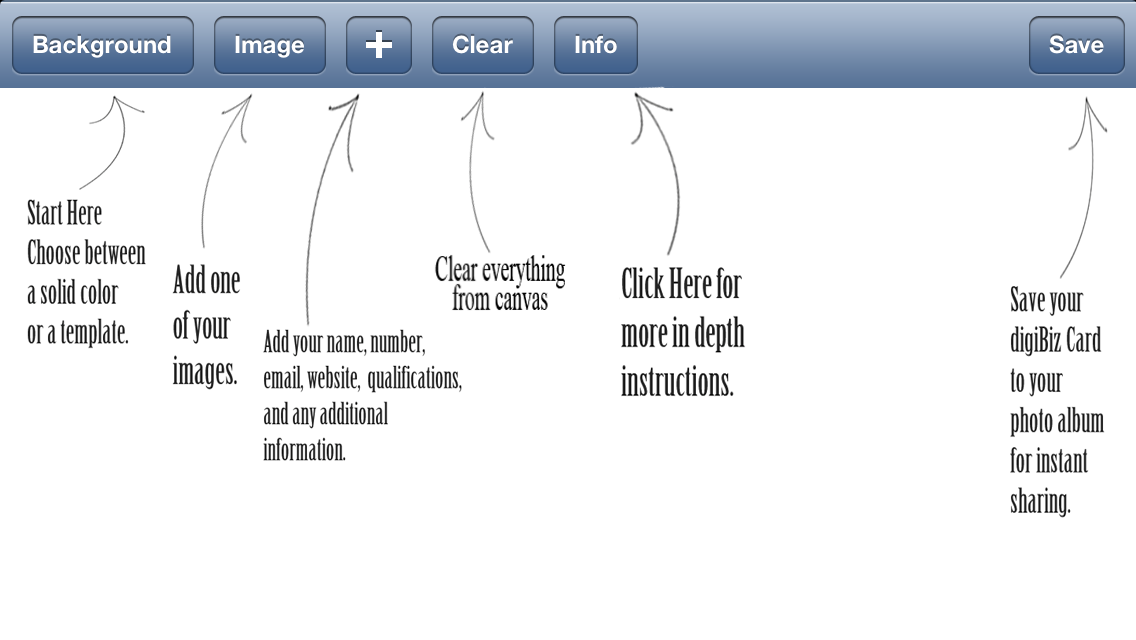 Background Image + Clear Info Save
Start Here
Choose between
a solid color
or a template.
Add one
of your
images.
Add your name, number,
email, website, qualifications,
and any additional
information.
Clear everything
from canvas
Click Here for
more in depth
instructions.
Save your
digiBiz Card
to your
photo album
for instant
sharing.